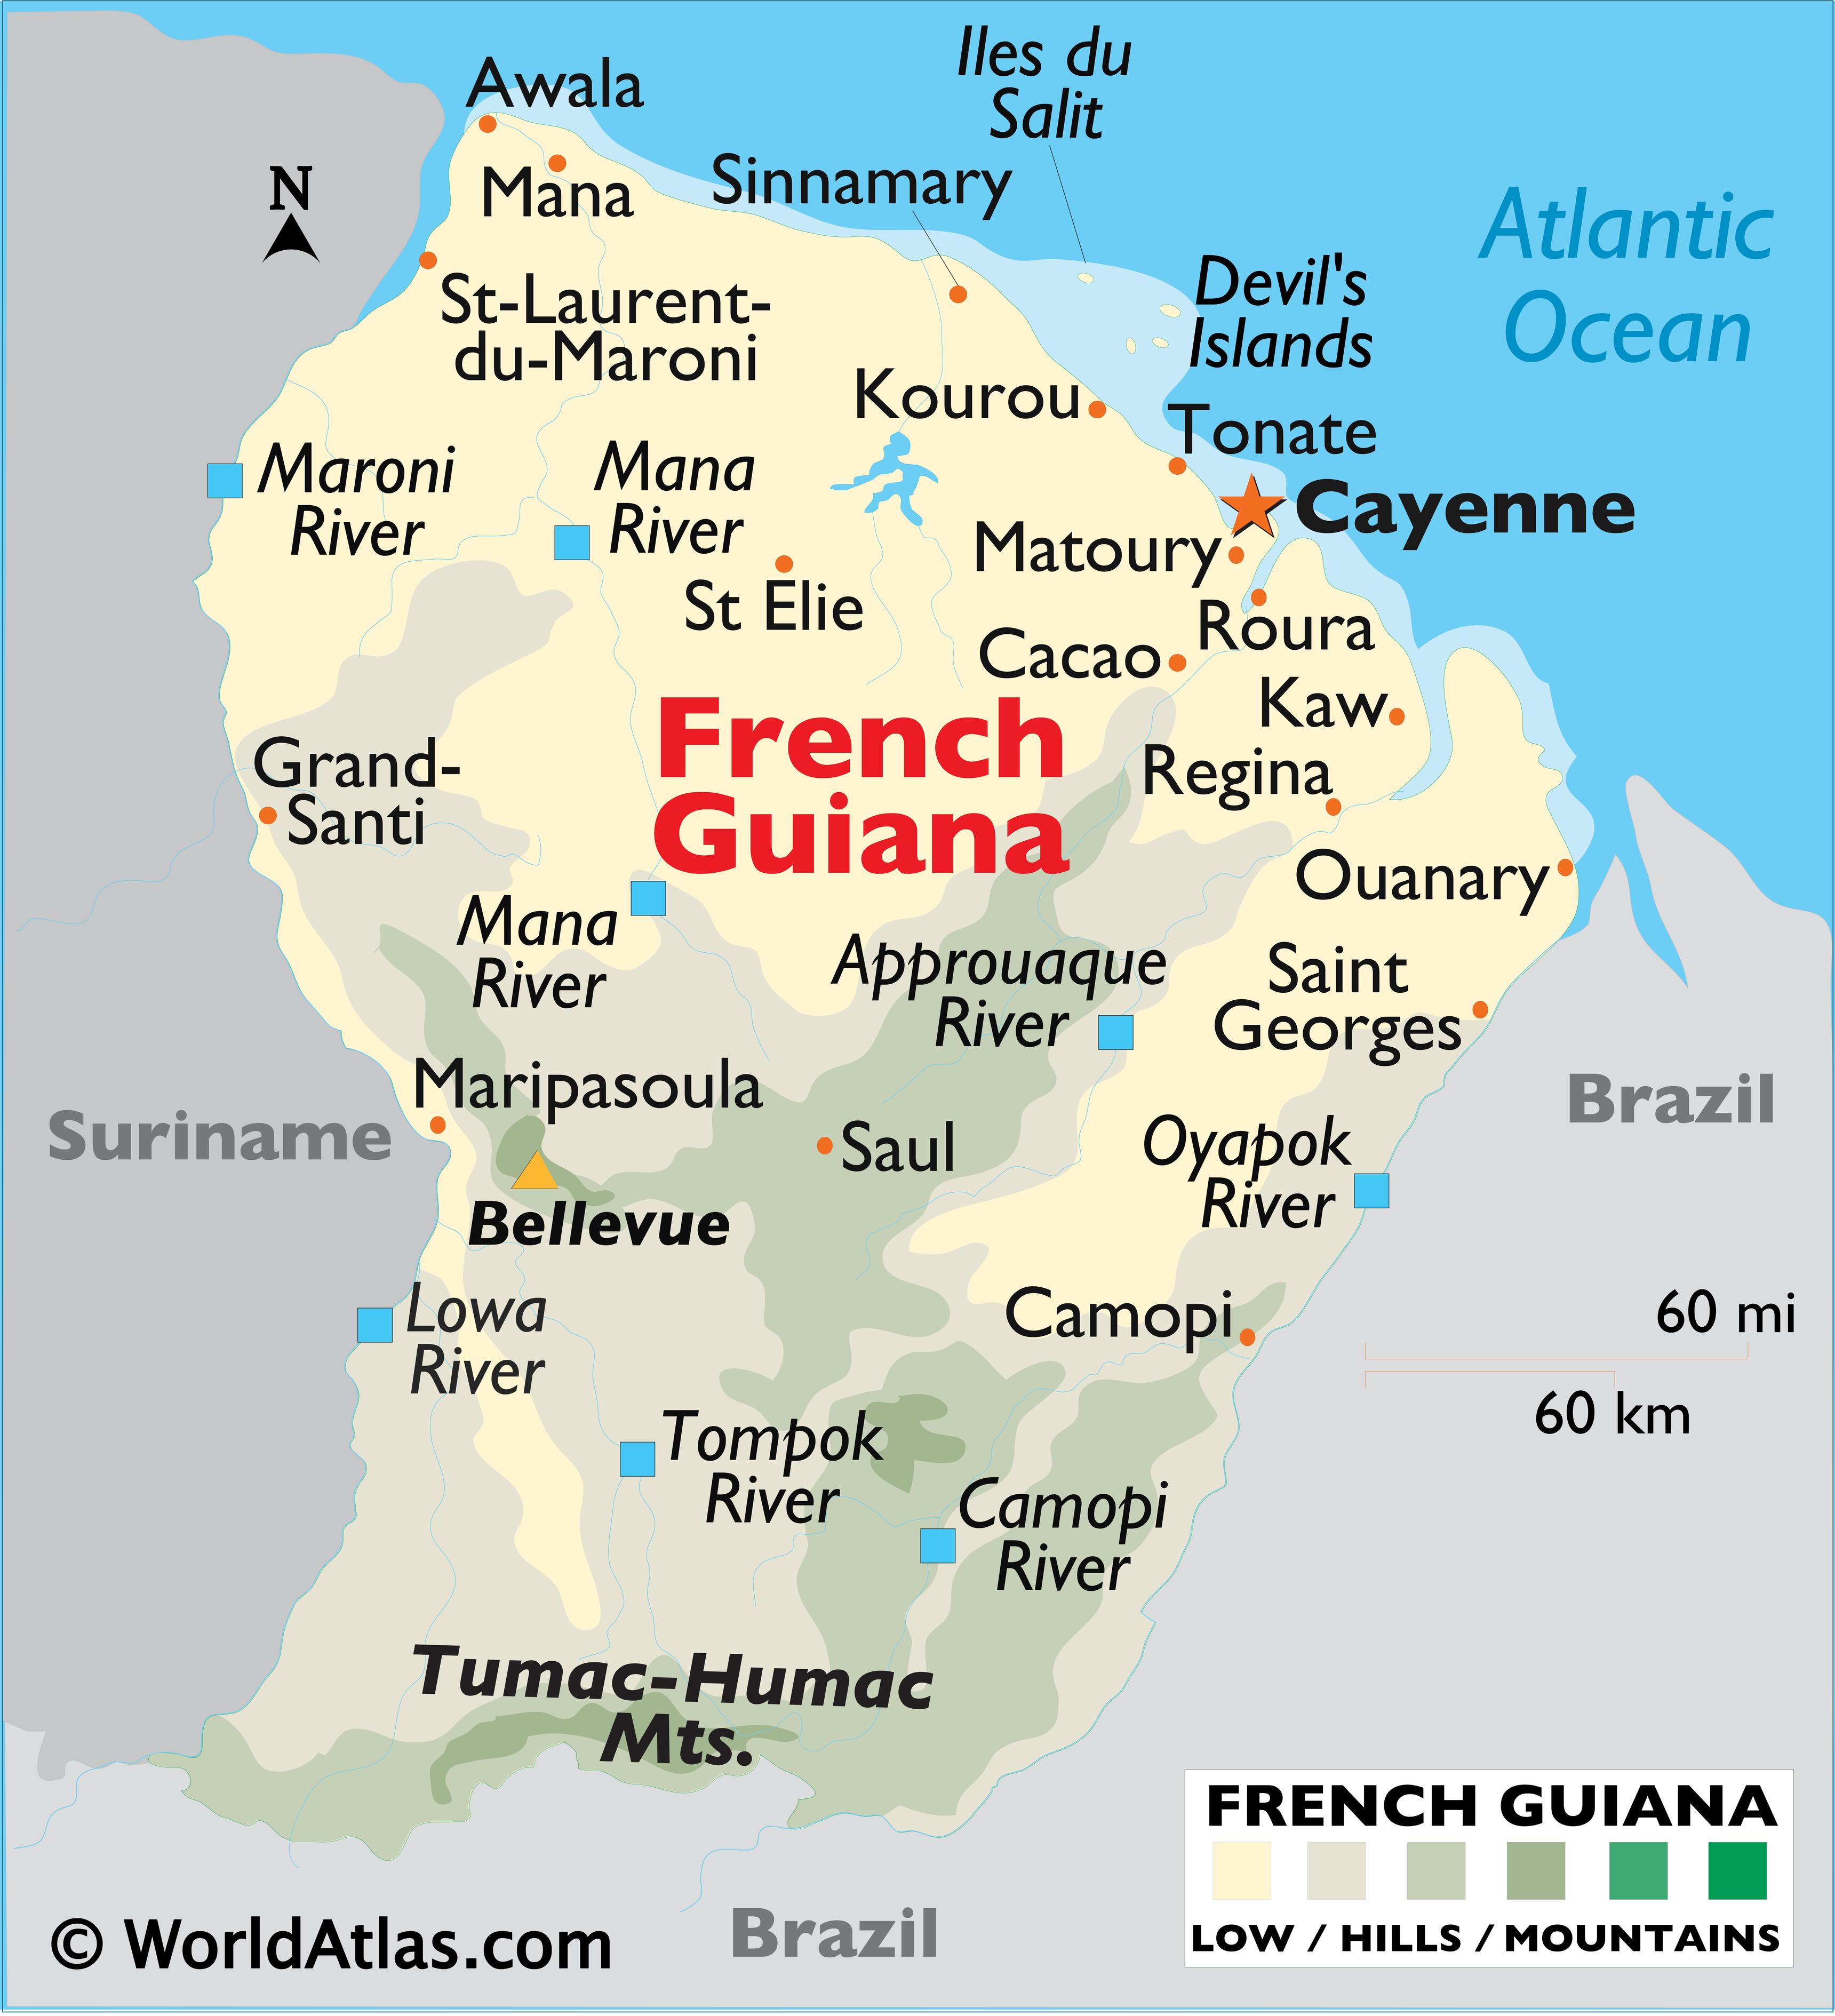 Iles du
Salit
Awala
N
Mana
Sinnamary
Atlantic
Ocean
Devil's
Islands
St-Laurent-
du-Maroni
Kourou
Tonate
Maroni
River
Mana
River
Cayenne
Matoury
St Elie
Roura
Cacao
Kaw
French
Guiana
Regina
Grand-
Santi
Ouanary
Mana
River
Approuaque
River
Saint
Georges
Maripasoula
Suriname
Brazil
Saul
Oyapok
River
Bellevue
Lowa
River
Camopi
60 mi
60 km
Tompok
River
Camopi
River
Tumac-Humac
Mts.
FRENCH GUIANA
LOW / HILLS / MOUNTAINS
Brazil
© WorldAtlas.com